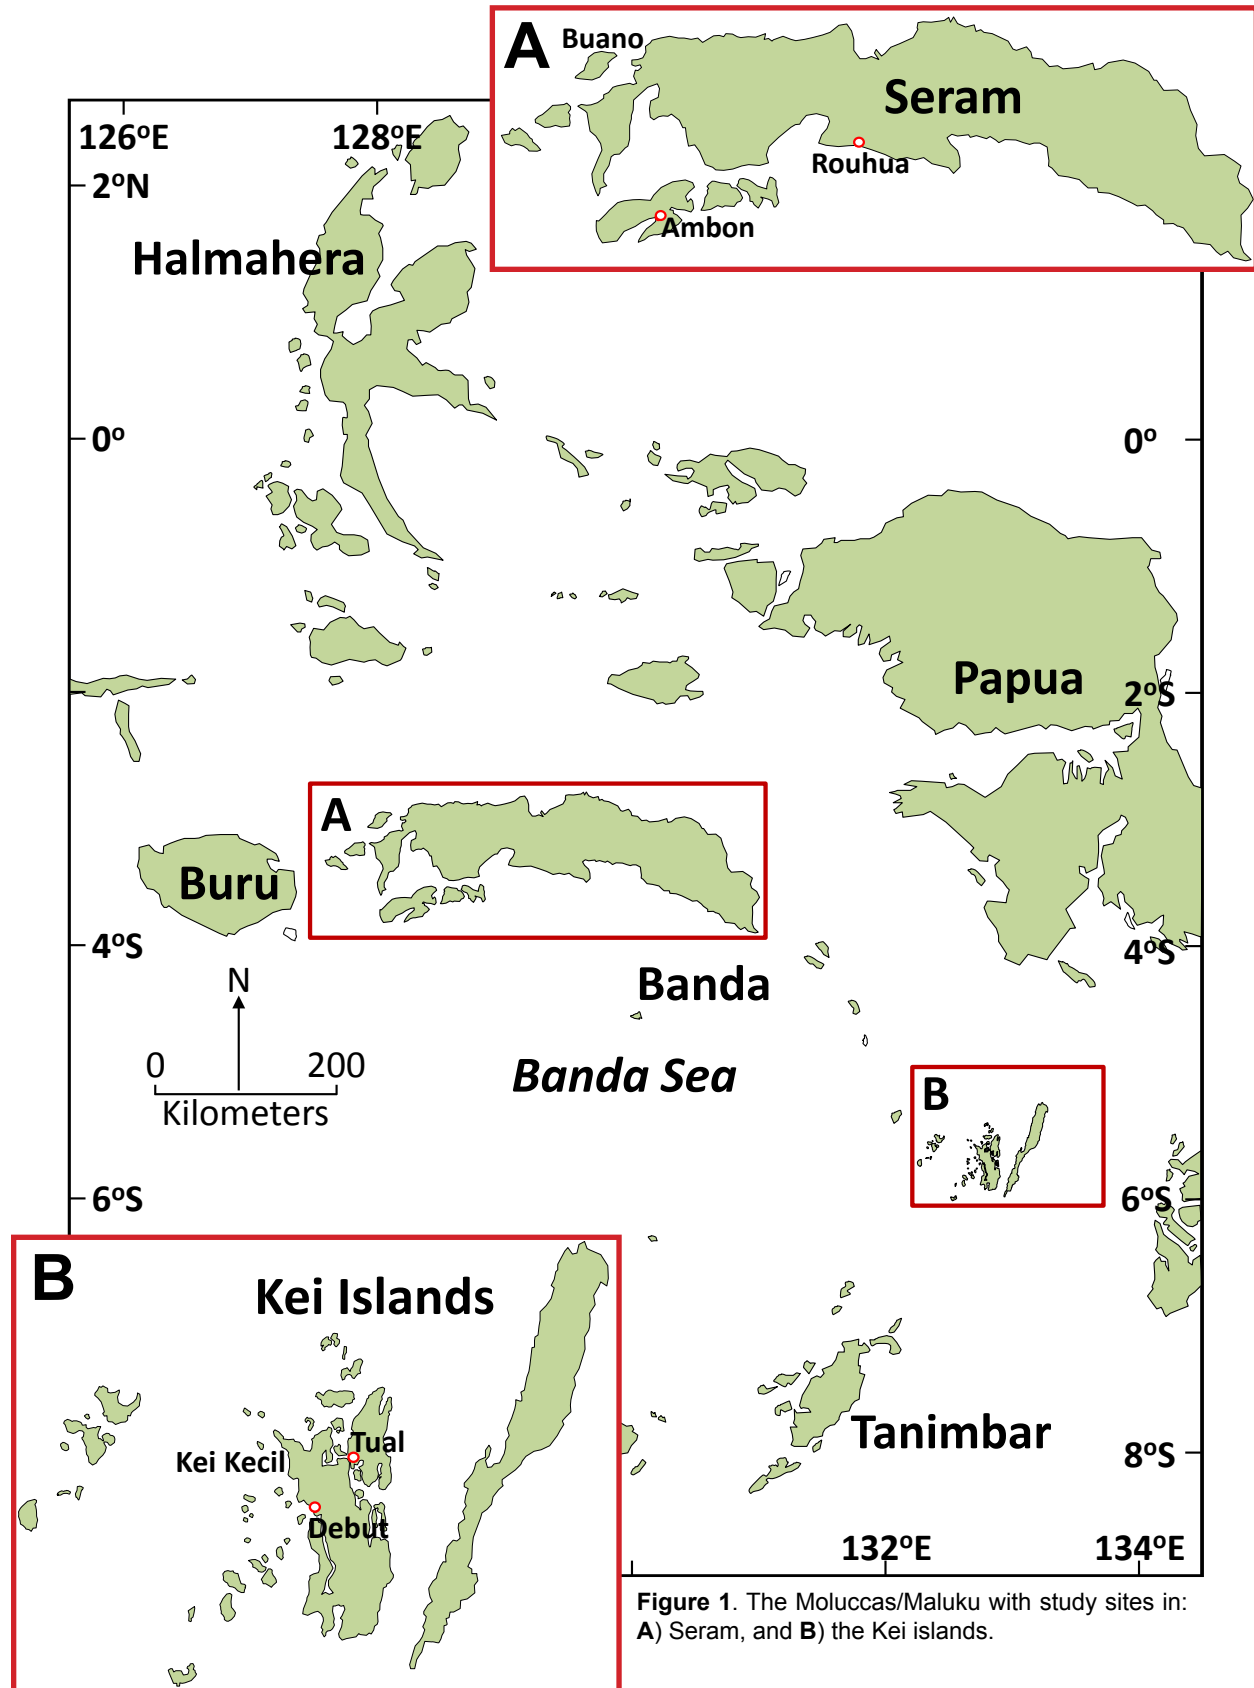 A
Buano
Seram
Rouhua
Ambon
126ºE
128ºE
2ºN
Halmahera
0º
0º
Papua
2ºS
A
Buru
4ºS
4ºS
Banda
N
0 200
Kilometers
Banda Sea
B
6ºS
6ºS
B
Kei Islands
Tual
Kei Kecil
Debut
Tanimbar
8ºS
132ºE
134ºE
Figure 1. The Moluccas/Maluku with study sites in:
A) Seram, and B) the Kei islands.